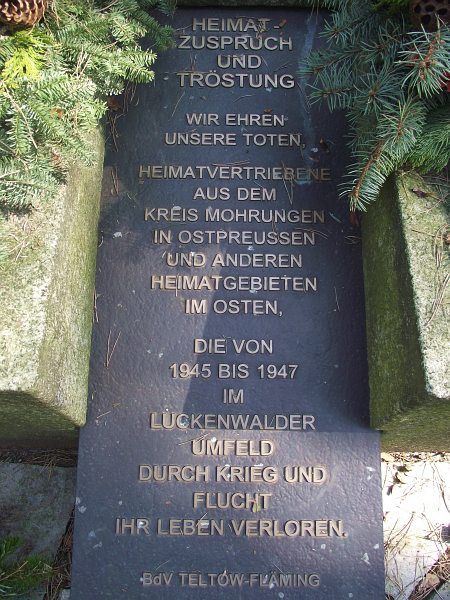 HEIMAT-
ZUSPRUCH
UND
TRÖSTUNG
WIR EHREN
UNSERE TOTEN,
HEIMATVERTRIEBENE
AUS DEM
KREIS MOHRUNGEN
IN OSTPREUSSEN
UND ANDEREN
HEIMATGEBIETEN
IM OSTEN,
DIE VON
1945 BIS 1947
IM
LUCKENWALDER
UMFELD
DURCH KRIEG UND
FLUCHT
IHR LEBEN VERLOREN.
BdV TELTOW-FLÄMING